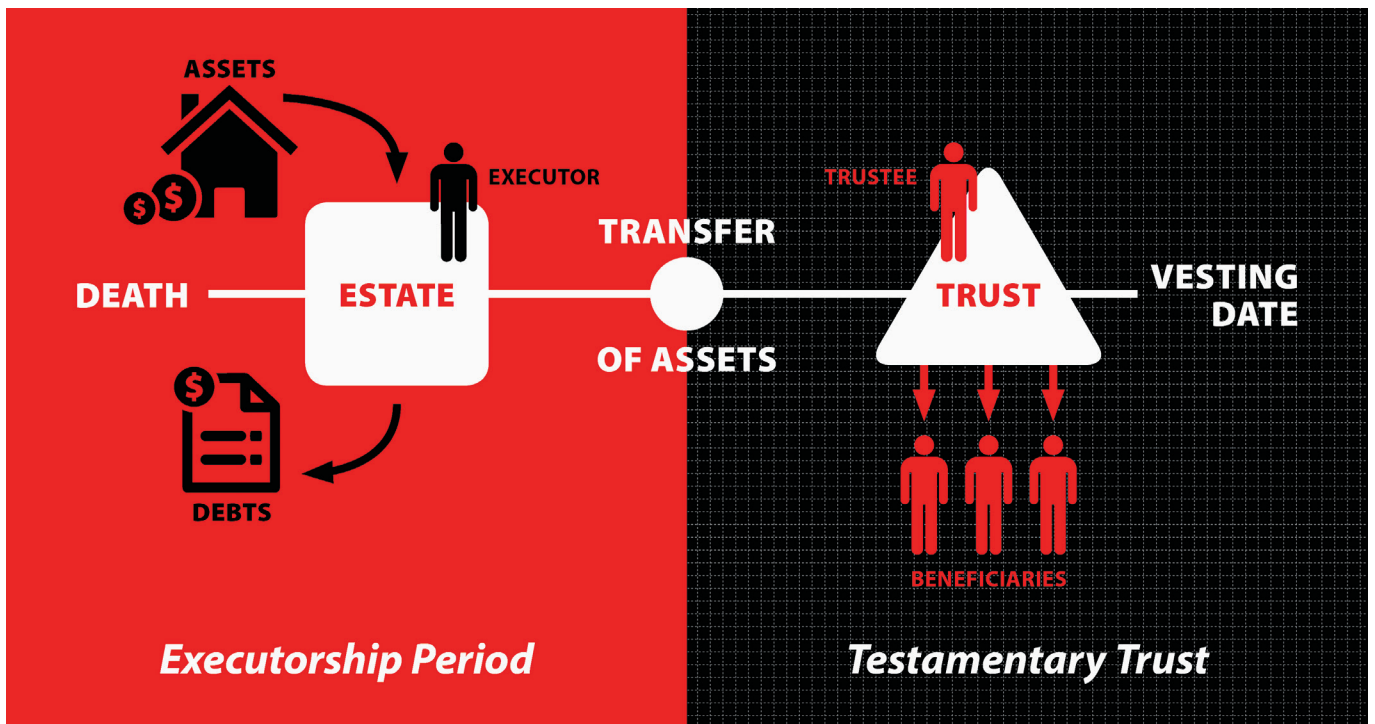 ASSETS
$
$
EXECUTOR
DEATH
ESTATE
$
DEBTS
TRANSFER
OF ASSETS
TRUSTEE
TRUST
VESTING
DATE
BENEFICIARIES
Executorship Period
Testamentary Trust